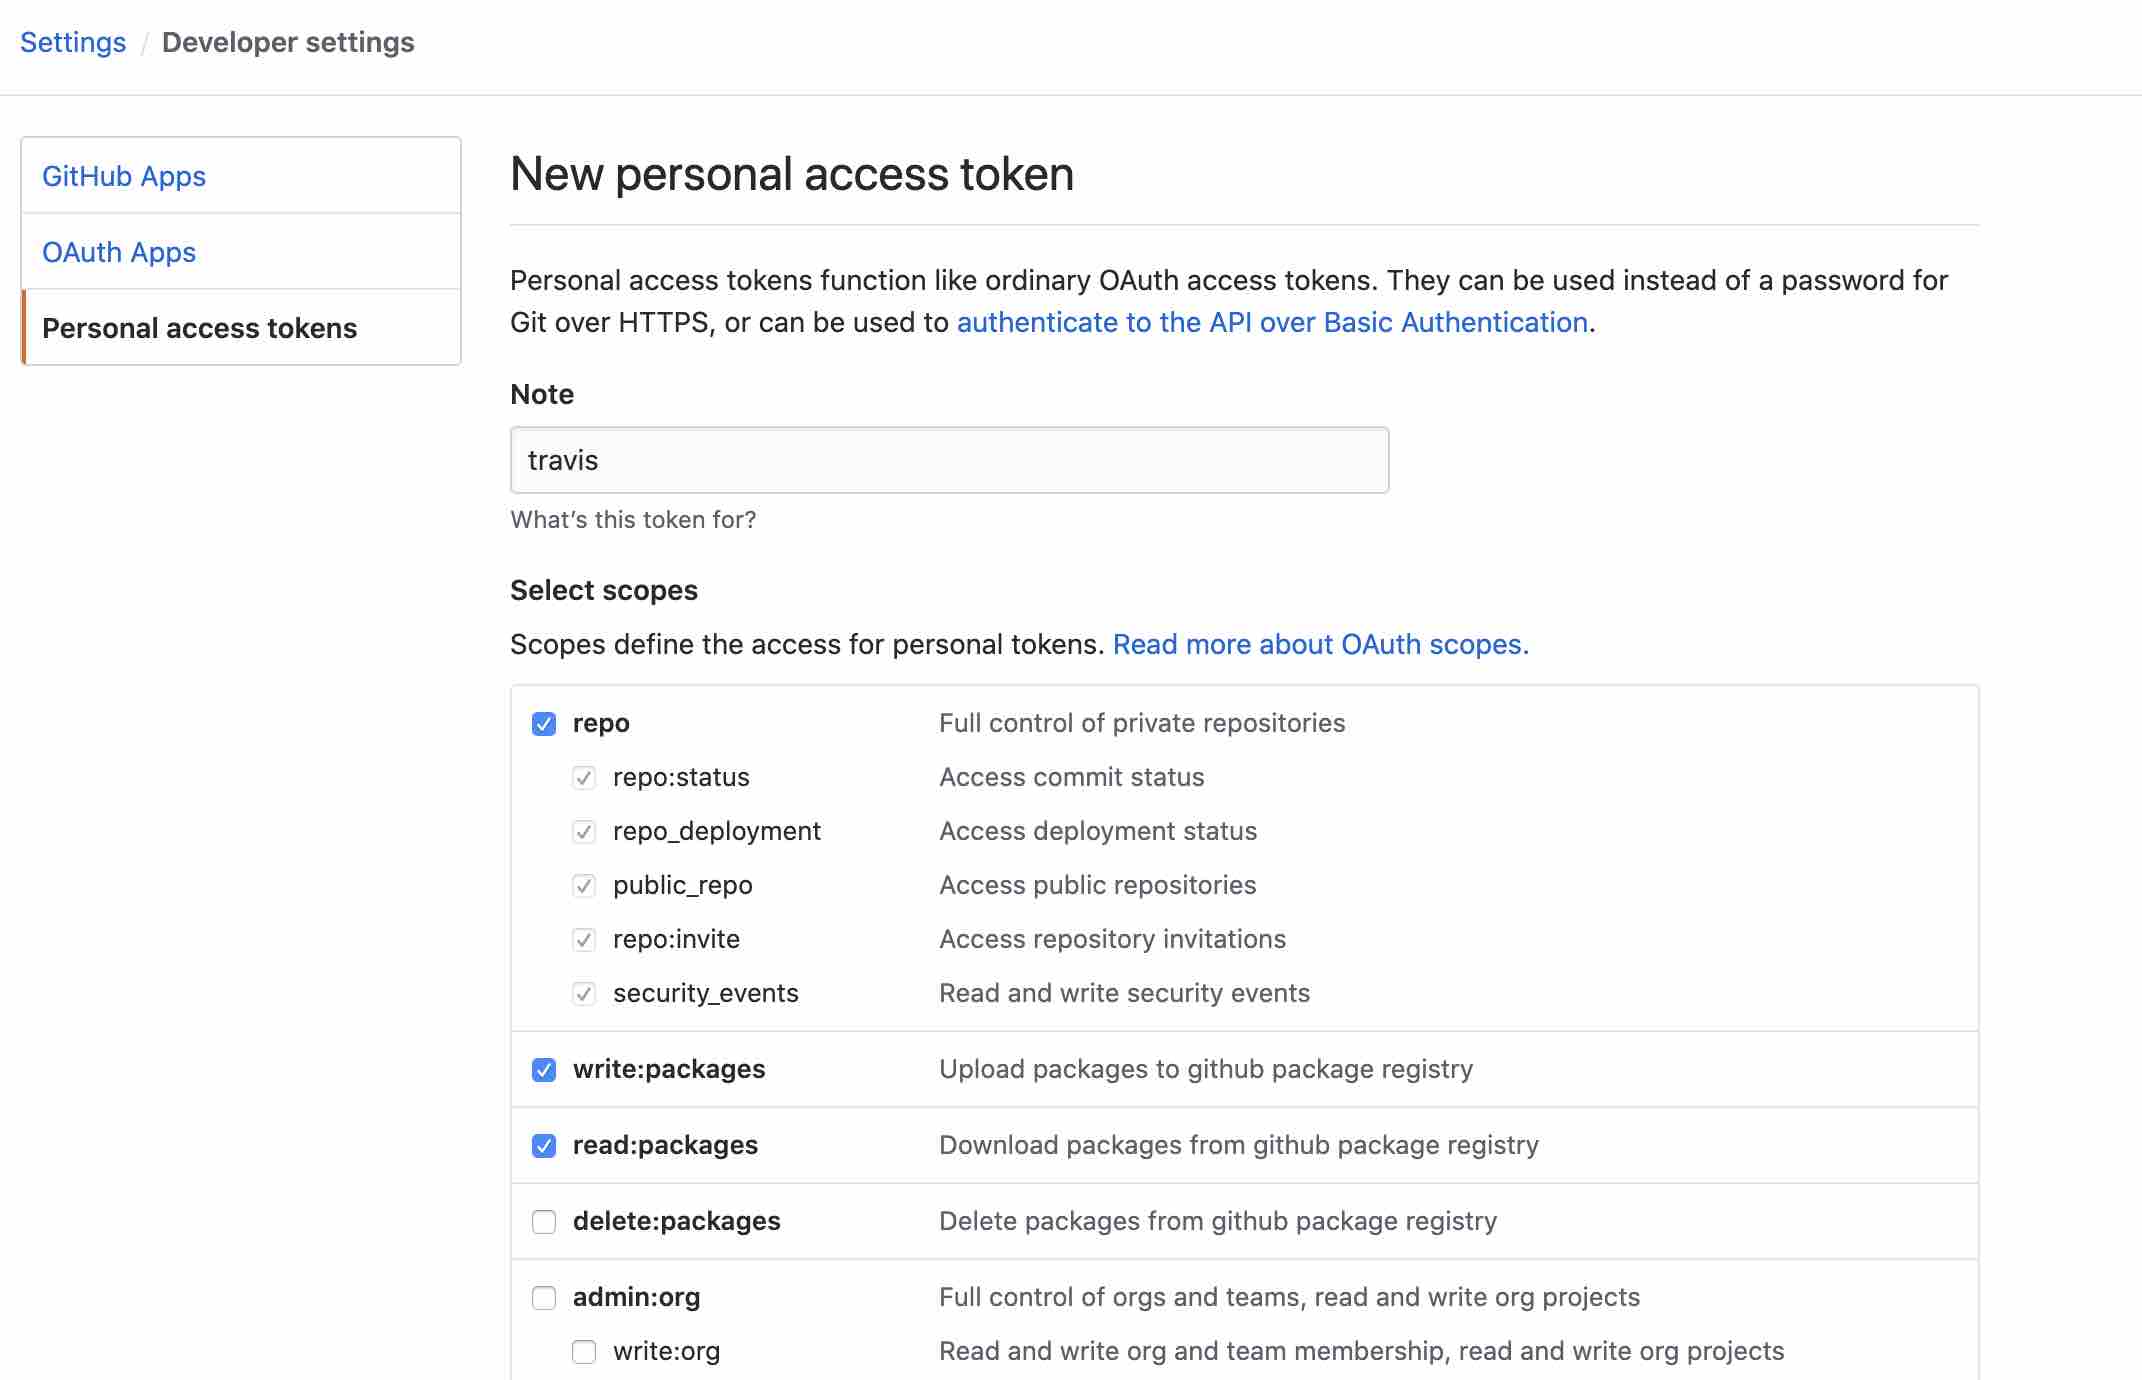 Settings / Developer settings
GitHub Apps
OAuth Apps
Personal access tokens
New personal access token
Personal access tokens function like ordinary OAuth access tokens. They can be used instead of a password for
Git over HTTPS, or can be used to authenticate to the API over Basic Authentication.
Note
travis
What's this token for?
Select scopes
Scopes define the access for personal tokens. Read more about OAuth scopes.
repo Full control of private repositories
repo:status Access commit status
repo_deployment Access deployment status
public_repo Access public repositories
repo:invite Access repository invitations
security_events Read and write security events
write:packages Upload packages to github package registry
read:packages Download packages from github package registry
delete:packages Delete packages from github package registry
admin:org Full control of orgs and teams, read and write org projects
write:org Read and write org and team membership, read and write org projects